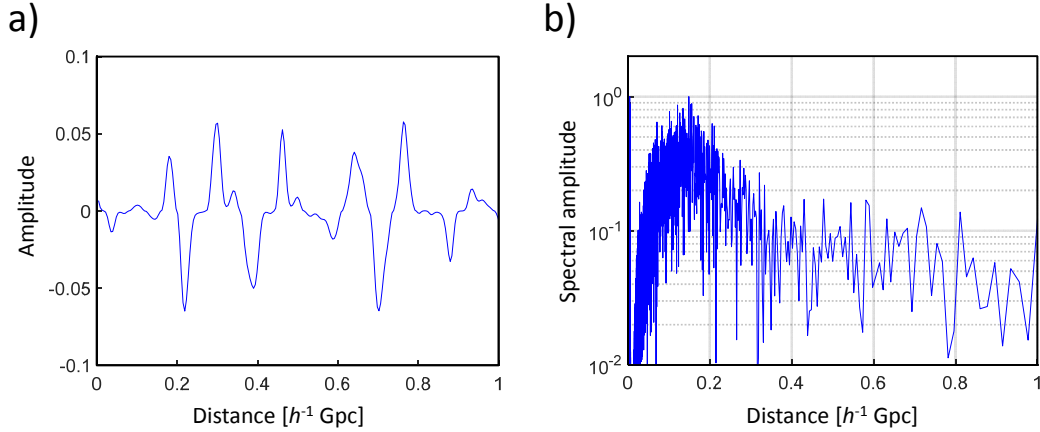 a)
0.1
0.05
0
-0.05
-0.1
Amplitude
0 0.2 0.4 0.6 0.8 1
Distance [h⁻¹ Gpc]
b)
10⁰
10⁻¹
10⁻²
Spectral amplitude
0 0.2 0.4 0.6 0.8 1
Distance [h⁻¹ Gpc]